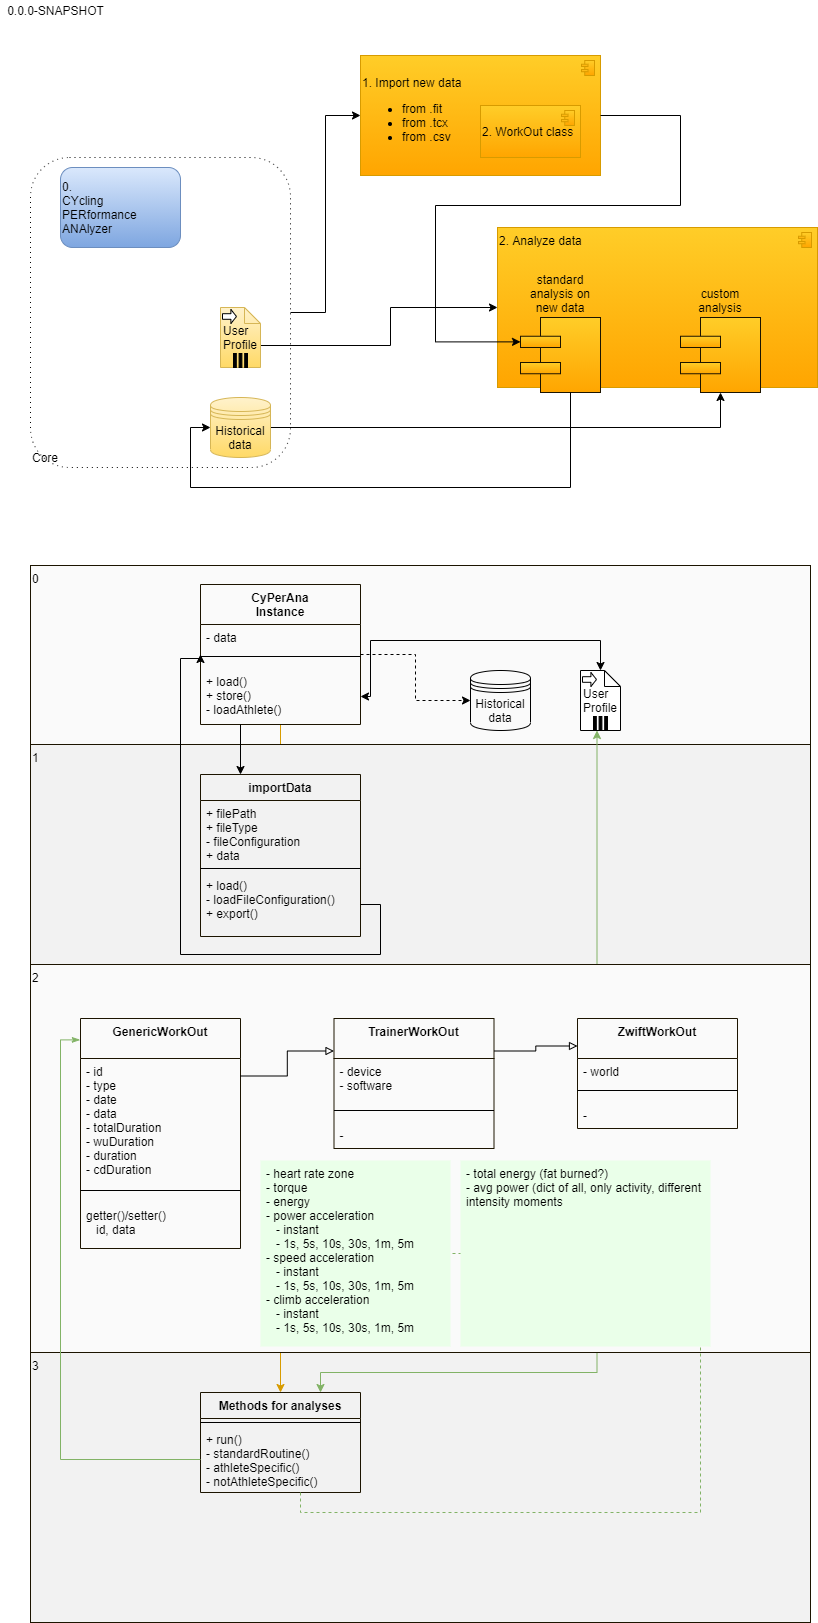 0.0.0-SNAPSHOT
1. Import new data
from .fit
from .tcx
from .csv
2. WorkOut class
0.
CYcling
PERformance
ANAlyzer
2. Analyze data
standard
analysis on
new data
custom
analysis
User
Profile
Historical
data
Core
0
CyPerAna
Instance
- data
+ load()
+ store()
- loadAthlete()
Historical
data
User
Profile
1
importData
+ filePath
+ fileType
- fileConfiguration
+ data
+ load()
- loadFileConfiguration()
+ export()
2
GenericWorkOut
- id
- type
- date
- data
- totalDuration
- wuDuration
- duration
- cdDuration
getter()/setter()
id, data
TrainerWorkOut
- device
- software
-
ZwiftWorkOut
- world
-
- heart rate zone
- torque
- energy
- power acceleration
- instant
- 1s, 5s, 10s, 30s, 1m, 5m
- speed acceleration
- instant
- 1s, 5s, 10s, 30s, 1m, 5m
- climb acceleration
- instant
- 1s, 5s, 10s, 30s, 1m, 5m
- total energy (fat burned?)
- avg power (dict of all, only activity, different
intensity moments
3
Methods for analyses
+ run()
- standardRoutine()
- athleteSpecific()
- notAthleteSpecific()